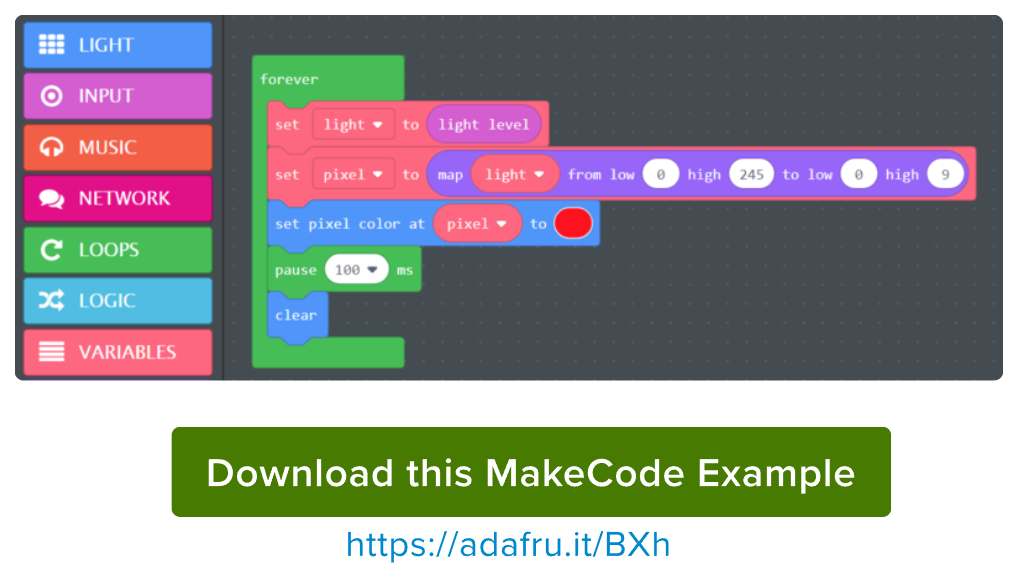 LIGHT
INPUT
MUSIC
NETWORK
LOOPS
LOGIC
VARIABLES
forever
set light to light level
set pixel to map light from low 0 high 245 to low 0 high 9
set pixel color at pixel to
pause 100 ms
clear
Download this MakeCode Example
https://adafru.it/BXh